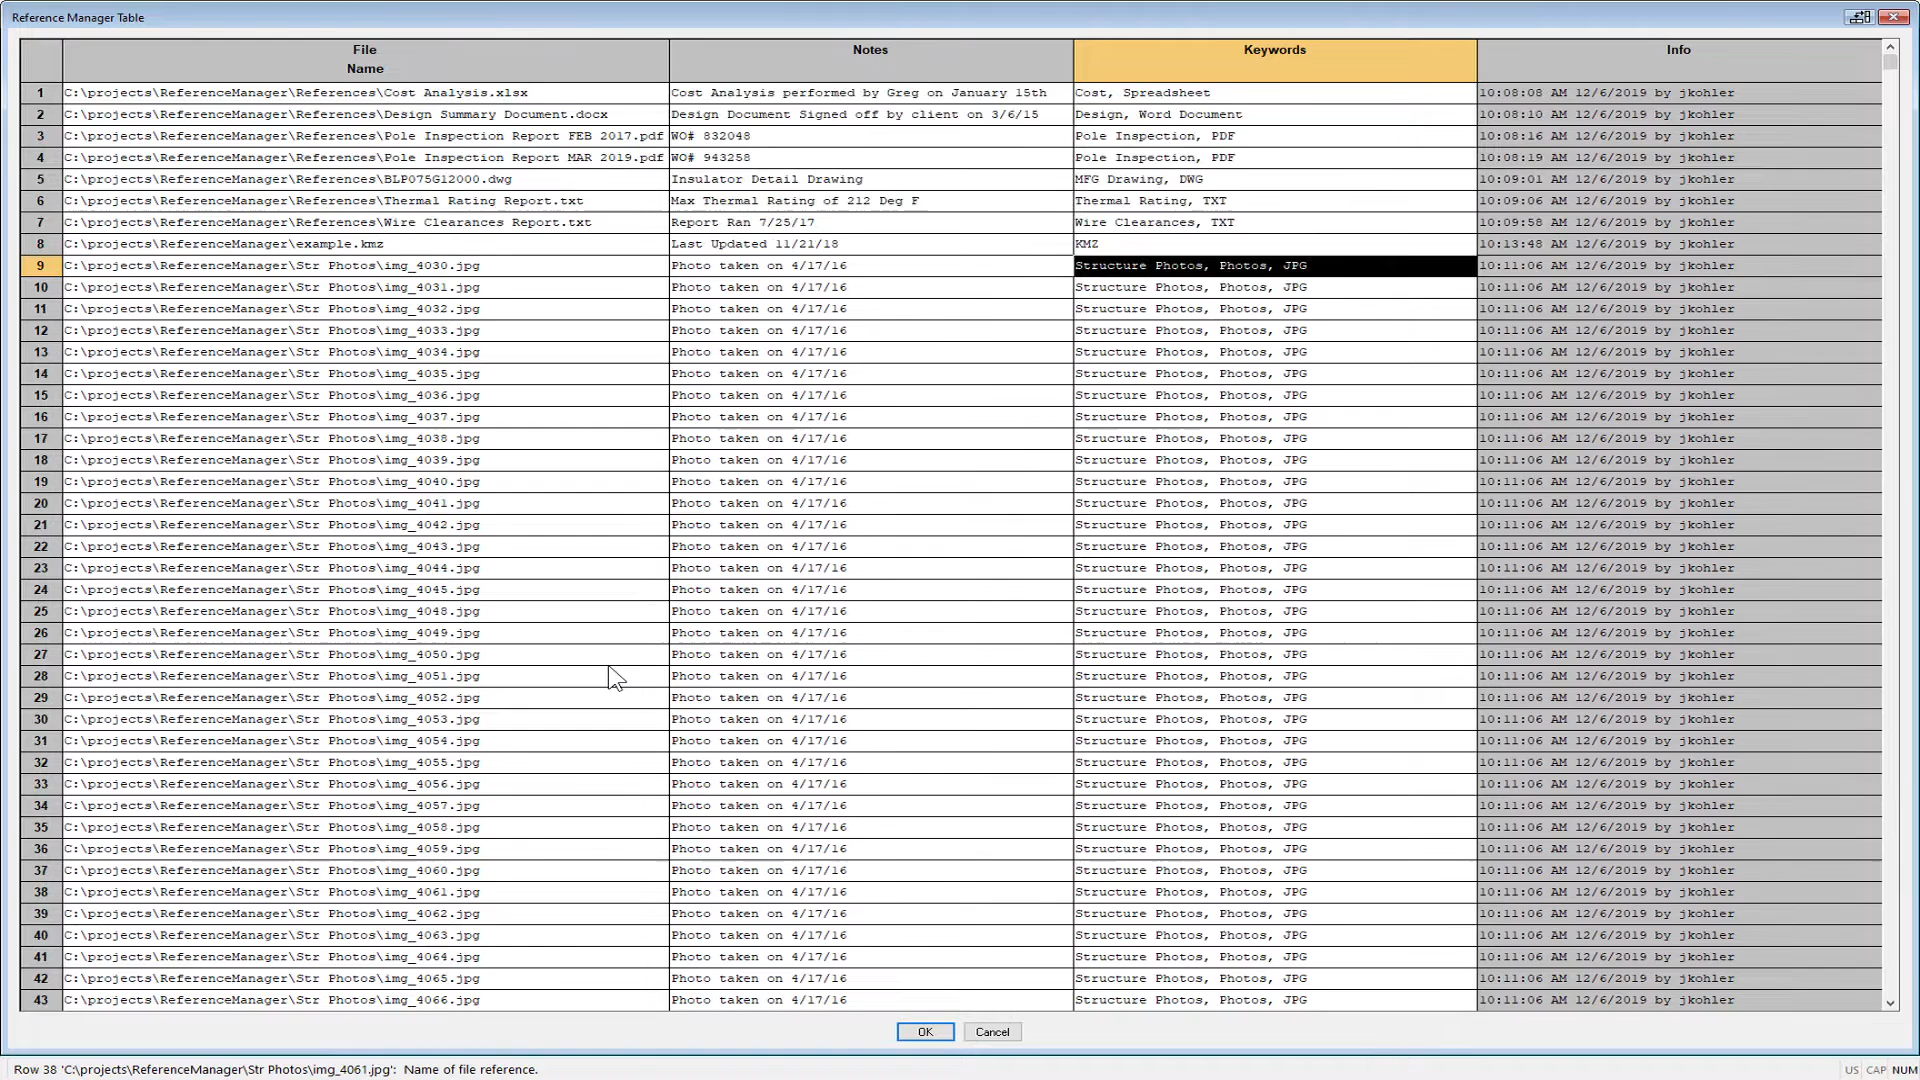 Reference Manager Table
File Name Notes Keywords Info
1 C:\projects\ReferenceManager\References\Cost Analysis.xlsx Cost Analysis performed by Greg on January 15th Cost, Spreadsheet 10:08:08 AM 12/6/2019 by jkohler
2 C:\projects\ReferenceManager\References\Design Summary Document.docx Design Document Signed off by client on 3/6/15 Design, Word Document 10:08:10 AM 12/6/2019 by jkohler
3 C:\projects\ReferenceManager\References\Pole Inspection Report FEB 2017.pdf WO# 832048 Pole Inspection, PDF 10:08:16 AM 12/6/2019 by jkohler
4 C:\projects\ReferenceManager\References\Pole Inspection Report MAR 2019.pdf WO# 943258 Pole Inspection, PDF 10:08:19 AM 12/6/2019 by jkohler
5 C:\projects\ReferenceManager\References\BLP075G12000.dwg Insulator Detail Drawing MFG Drawing, DWG 10:09:01 AM 12/6/2019 by jkohler
6 C:\projects\ReferenceManager\References\Thermal Rating Report.txt Max Thermal Rating of 212 Deg F Thermal Rating, TXT 10:09:06 AM 12/6/2019 by jkohler
7 C:\projects\ReferenceManager\References\Wire Clearances Report.txt Report Ran 7/25/17 Wire Clearances, TXT 10:09:58 AM 12/6/2019 by jkohler
8 C:\projects\ReferenceManager\example.kmz Last Updated 11/21/18 KMZ 10:13:48 AM 12/6/2019 by jkohler
9 C:\projects\ReferenceManager\Str Photos\img_4030.jpg Photo taken on 4/17/16 Structure Photos, Photos, JPG 10:11:06 AM 12/6/2019 by jkohler
10 C:\projects\ReferenceManager\Str Photos\img_4031.jpg Photo taken on 4/17/16 Structure Photos, Photos, JPG 10:11:06 AM 12/6/2019 by jkohler
11 C:\projects\ReferenceManager\Str Photos\img_4032.jpg Photo taken on 4/17/16 Structure Photos, Photos, JPG 10:11:06 AM 12/6/2019 by jkohler
12 C:\projects\ReferenceManager\Str Photos\img_4033.jpg Photo taken on 4/17/16 Structure Photos, Photos, JPG 10:11:06 AM 12/6/2019 by jkohler
13 C:\projects\ReferenceManager\Str Photos\img_4034.jpg Photo taken on 4/17/16 Structure Photos, Photos, JPG 10:11:06 AM 12/6/2019 by jkohler
14 C:\projects\ReferenceManager\Str Photos\img_4035.jpg Photo taken on 4/17/16 Structure Photos, Photos, JPG 10:11:06 AM 12/6/2019 by jkohler
15 C:\projects\ReferenceManager\Str Photos\img_4036.jpg Photo taken on 4/17/16 Structure Photos, Photos, JPG 10:11:06 AM 12/6/2019 by jkohler
16 C:\projects\ReferenceManager\Str Photos\img_4037.jpg Photo taken on 4/17/16 Structure Photos, Photos, JPG 10:11:06 AM 12/6/2019 by jkohler
17 C:\projects\ReferenceManager\Str Photos\img_4038.jpg Photo taken on 4/17/16 Structure Photos, Photos, JPG 10:11:06 AM 12/6/2019 by jkohler
18 C:\projects\ReferenceManager\Str Photos\img_4039.jpg Photo taken on 4/17/16 Structure Photos, Photos, JPG 10:11:06 AM 12/6/2019 by jkohler
19 C:\projects\ReferenceManager\Str Photos\img_4040.jpg Photo taken on 4/17/16 Structure Photos, Photos, JPG 10:11:06 AM 12/6/2019 by jkohler
20 C:\projects\ReferenceManager\Str Photos\img_4041.jpg Photo taken on 4/17/16 Structure Photos, Photos, JPG 10:11:06 AM 12/6/2019 by jkohler
21 C:\projects\ReferenceManager\Str Photos\img_4042.jpg Photo taken on 4/17/16 Structure Photos, Photos, JPG 10:11:06 AM 12/6/2019 by jkohler
22 C:\projects\ReferenceManager\Str Photos\img_4043.jpg Photo taken on 4/17/16 Structure Photos, Photos, JPG 10:11:06 AM 12/6/2019 by jkohler
23 C:\projects\ReferenceManager\Str Photos\img_4044.jpg Photo taken on 4/17/16 Structure Photos, Photos, JPG 10:11:06 AM 12/6/2019 by jkohler
24 C:\projects\ReferenceManager\Str Photos\img_4045.jpg Photo taken on 4/17/16 Structure Photos, Photos, JPG 10:11:06 AM 12/6/2019 by jkohler
25 C:\projects\ReferenceManager\Str Photos\img_4048.jpg Photo taken on 4/17/16 Structure Photos, Photos, JPG 10:11:06 AM 12/6/2019 by jkohler
26 C:\projects\ReferenceManager\Str Photos\img_4049.jpg Photo taken on 4/17/16 Structure Photos, Photos, JPG 10:11:06 AM 12/6/2019 by jkohler
27 C:\projects\ReferenceManager\Str Photos\img_4050.jpg Photo taken on 4/17/16 Structure Photos, Photos, JPG 10:11:06 AM 12/6/2019 by jkohler
28 C:\projects\ReferenceManager\Str Photos\img_4051.jpg Photo taken on 4/17/16 Structure Photos, Photos, JPG 10:11:06 AM 12/6/2019 by jkohler
29 C:\projects\ReferenceManager\Str Photos\img_4052.jpg Photo taken on 4/17/16 Structure Photos, Photos, JPG 10:11:06 AM 12/6/2019 by jkohler
30 C:\projects\ReferenceManager\Str Photos\img_4053.jpg Photo taken on 4/17/16 Structure Photos, Photos, JPG 10:11:06 AM 12/6/2019 by jkohler
31 C:\projects\ReferenceManager\Str Photos\img_4054.jpg Photo taken on 4/17/16 Structure Photos, Photos, JPG 10:11:06 AM 12/6/2019 by jkohler
32 C:\projects\ReferenceManager\Str Photos\img_4055.jpg Photo taken on 4/17/16 Structure Photos, Photos, JPG 10:11:06 AM 12/6/2019 by jkohler
33 C:\projects\ReferenceManager\Str Photos\img_4056.jpg Photo taken on 4/17/16 Structure Photos, Photos, JPG 10:11:06 AM 12/6/2019 by jkohler
34 C:\projects\ReferenceManager\Str Photos\img_4057.jpg Photo taken on 4/17/16 Structure Photos, Photos, JPG 10:11:06 AM 12/6/2019 by jkohler
35 C:\projects\ReferenceManager\Str Photos\img_4058.jpg Photo taken on 4/17/16 Structure Photos, Photos, JPG 10:11:06 AM 12/6/2019 by jkohler
36 C:\projects\ReferenceManager\Str Photos\img_4059.jpg Photo taken on 4/17/16 Structure Photos, Photos, JPG 10:11:06 AM 12/6/2019 by jkohler
37 C:\projects\ReferenceManager\Str Photos\img_4060.jpg Photo taken on 4/17/16 Structure Photos, Photos, JPG 10:11:06 AM 12/6/2019 by jkohler
38 C:\projects\ReferenceManager\Str Photos\img_4061.jpg Photo taken on 4/17/16 Structure Photos, Photos, JPG 10:11:06 AM 12/6/2019 by jkohler
39 C:\projects\ReferenceManager\Str Photos\img_4062.jpg Photo taken on 4/17/16 Structure Photos, Photos, JPG 10:11:06 AM 12/6/2019 by jkohler
40 C:\projects\ReferenceManager\Str Photos\img_4063.jpg Photo taken on 4/17/16 Structure Photos, Photos, JPG 10:11:06 AM 12/6/2019 by jkohler
41 C:\projects\ReferenceManager\Str Photos\img_4064.jpg Photo taken on 4/17/16 Structure Photos, Photos, JPG 10:11:06 AM 12/6/2019 by jkohler
42 C:\projects\ReferenceManager\Str Photos\img_4065.jpg Photo taken on 4/17/16 Structure Photos, Photos, JPG 10:11:06 AM 12/6/2019 by jkohler
43 C:\projects\ReferenceManager\Str Photos\img_4066.jpg Photo taken on 4/17/16 Structure Photos, Photos, JPG 10:11:06 AM 12/6/2019 by jkohler
OK Cancel
Row 38 'C:\projects\ReferenceManager\Str Photos\img_4061.jpg': Name of file reference. US CAP NUM